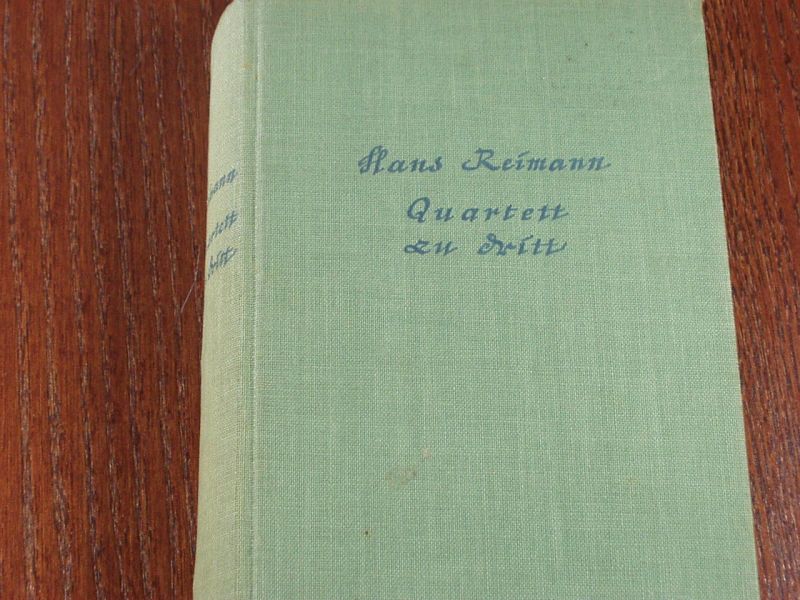 Hans Reimann
Quartett
zu dritt